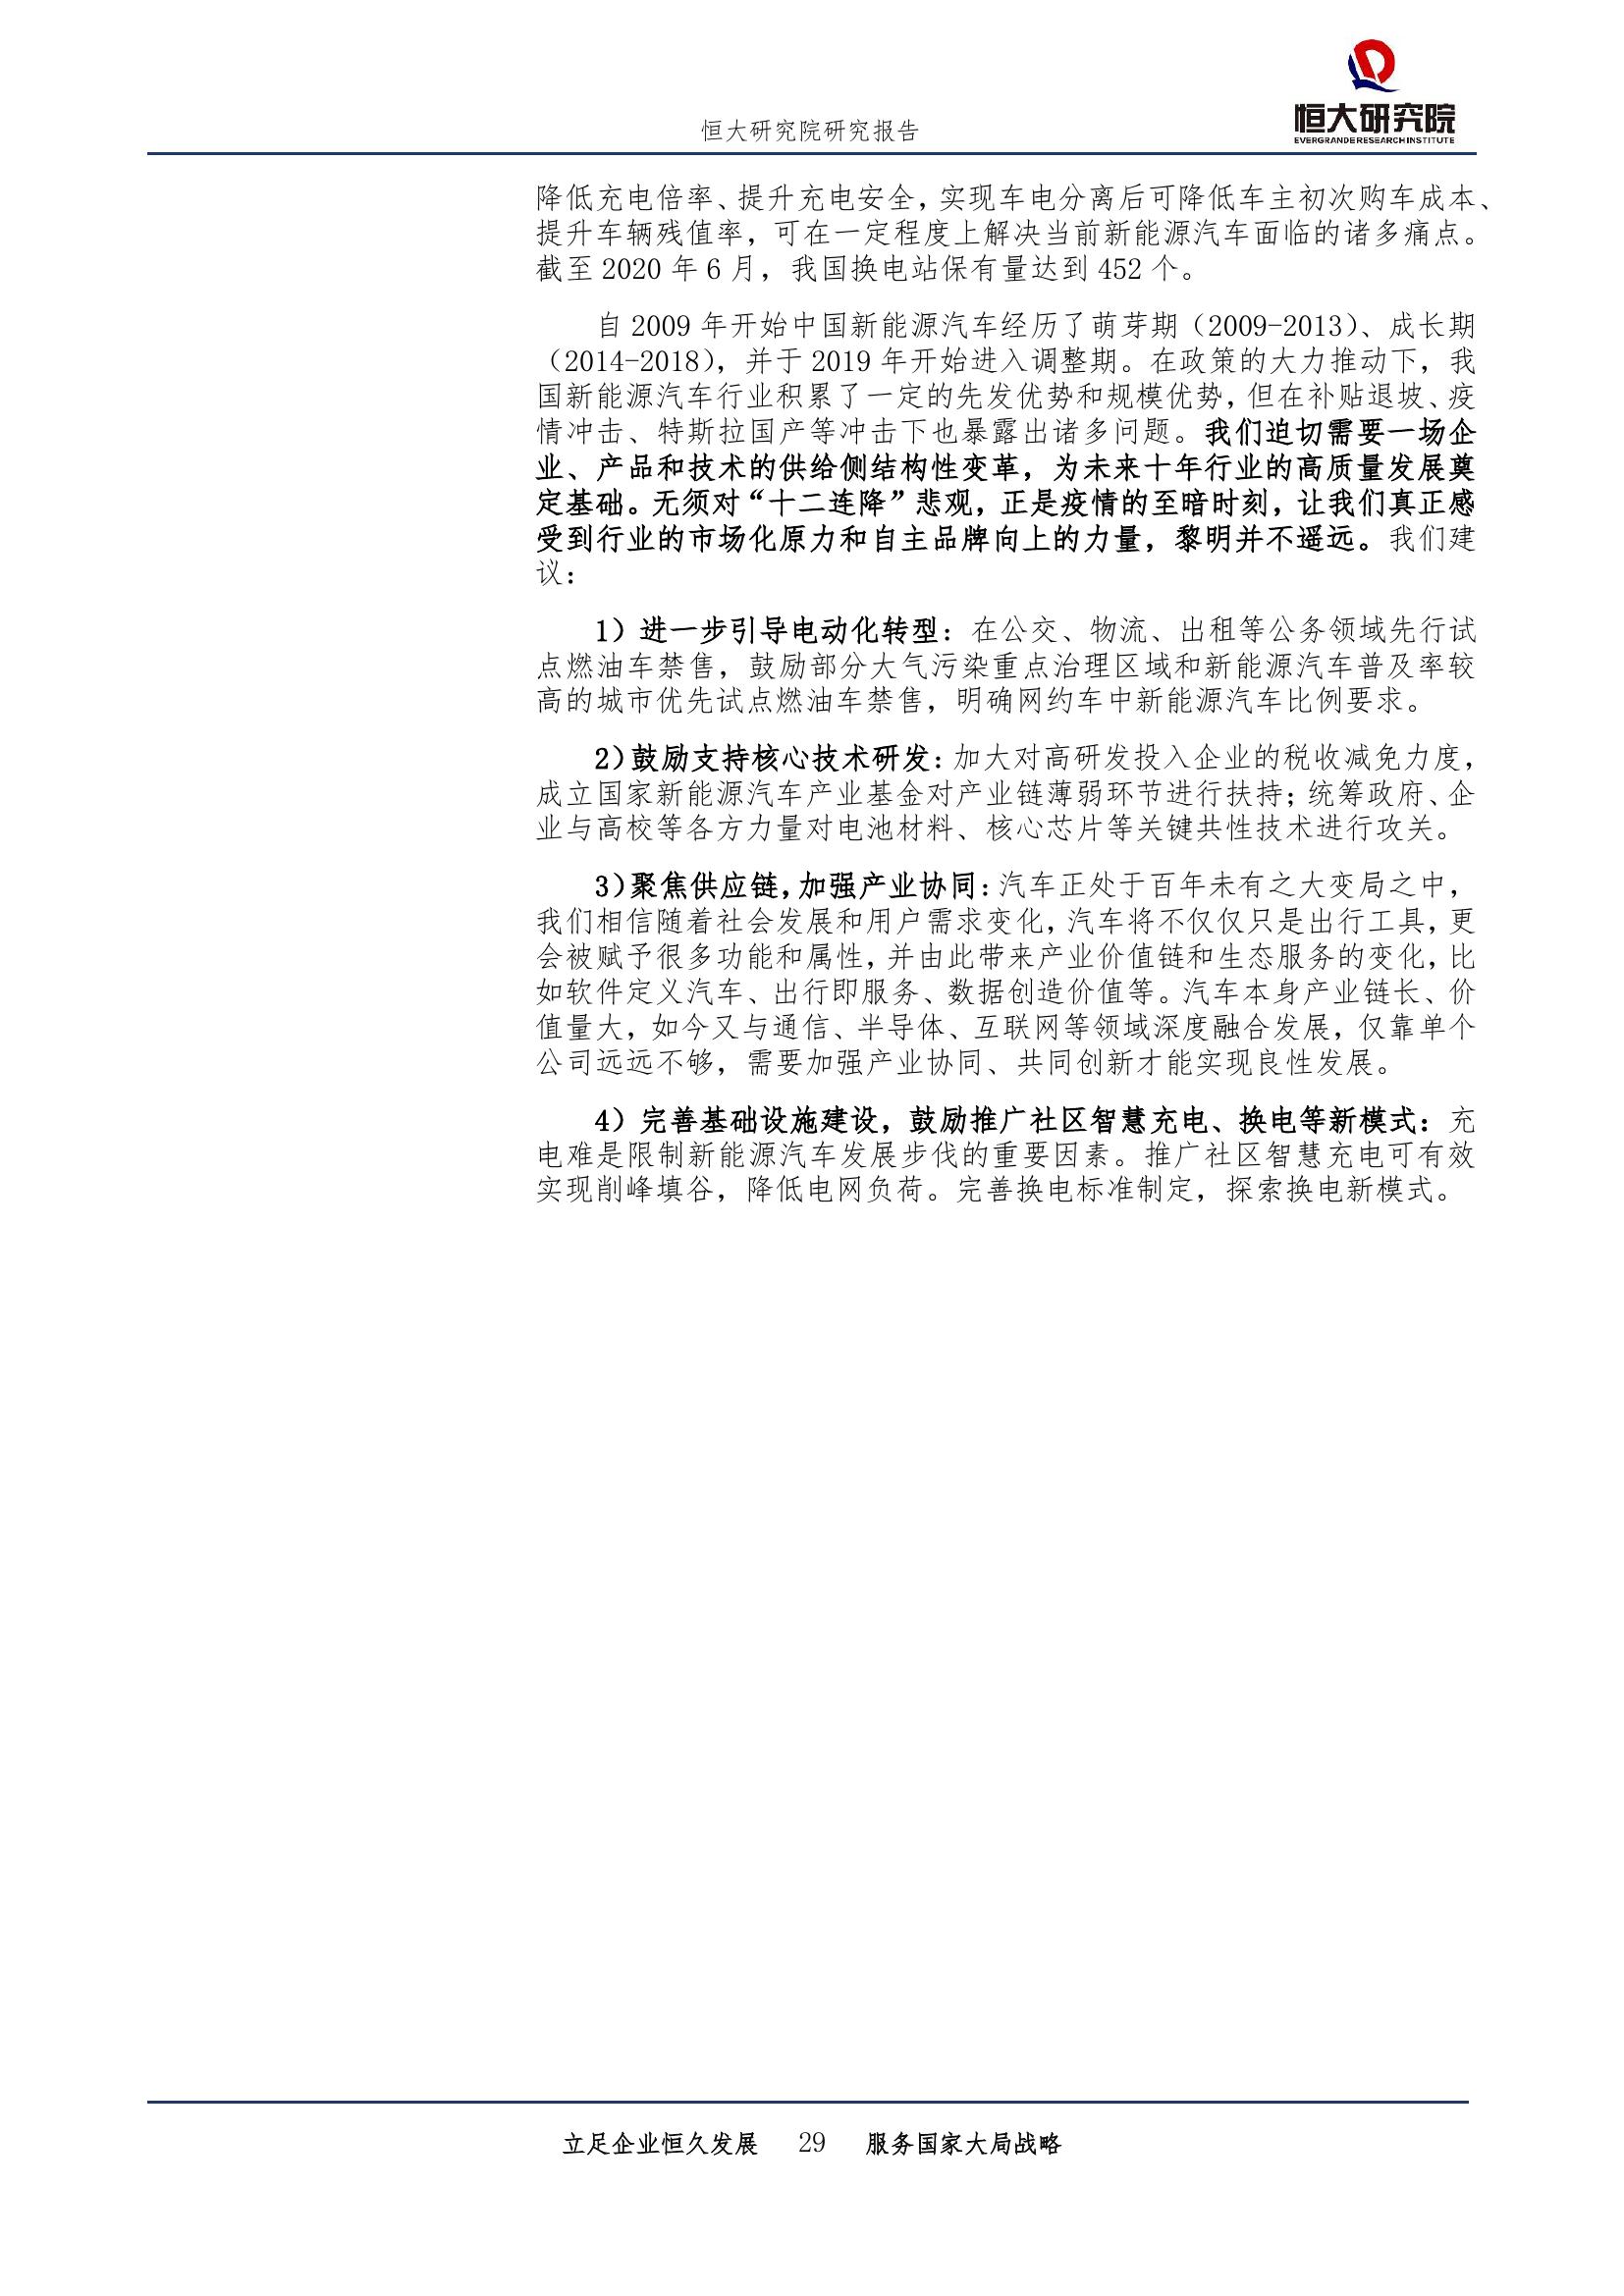 恒大研究院研究报告
恒大研究院
EVERGRANDE RESEARCH INSTITUTE
降低充电倍率、提升充电安全，实现车电分离后可降低车主初次购车成本、
提升车辆残值率，可在一定程度上解决当前新能源汽车面临的诸多痛点。
截至 2020 年 6 月，我国换电站保有量达到 452 个。
自 2009 年开始中国新能源汽车经历了萌芽期（2009-2013）、成长期
（2014-2018），并于 2019 年开始进入调整期。在政策的大力推动下，我
国新能源汽车行业积累了一定的先发优势和规模优势，但在补贴退坡、疫
情冲击、特斯拉国产等冲击下也暴露出诸多问题。我们迫切需要一场企
业、产品和技术的供给侧结构性变革，为未来十年行业的高质量发展奠
定基础。无须对“十二连降”悲观，正是疫情的至暗时刻，让我们真正感
受到行业的市场化原力和自主品牌向上的力量，黎明并不遥远。我们建
议：
1）进一步引导电动化转型：在公交、物流、出租等公务领域先行试
点燃油车禁售，鼓励部分大气污染重点治理区域和新能源汽车普及率较
高的城市优先试点燃油车禁售，明确网约车中新能源汽车比例要求。
2）鼓励支持核心技术研发：加大对高研发投入企业的税收减免力度，
成立国家新能源汽车产业基金对产业链薄弱环节进行扶持；统筹政府、企
业与高校等各方力量对电池材料、核心芯片等关键共性技术进行攻关。
3）聚焦供应链，加强产业协同：汽车正处于百年未有之大变局之中，
我们相信随着社会发展和用户需求变化，汽车将不仅仅只是出行工具，更
会被赋予很多功能和属性，并由此带来产业价值链和生态服务的变化，比
如软件定义汽车、出行即服务、数据创造价值等。汽车本身产业链长、价
值量大，如今又与通信、半导体、互联网等领域深度融合发展，仅靠单个
公司远远不够，需要加强产业协同、共同创新才能实现良性发展。
4）完善基础设施建设，鼓励推广社区智慧充电、换电等新模式：充
电难是限制新能源汽车发展步伐的重要因素。推广社区智慧充电可有效
实现削峰填谷，降低电网负荷。完善换电标准制定，探索换电新模式。
立足企业恒久发展 29 服务国家大局战略